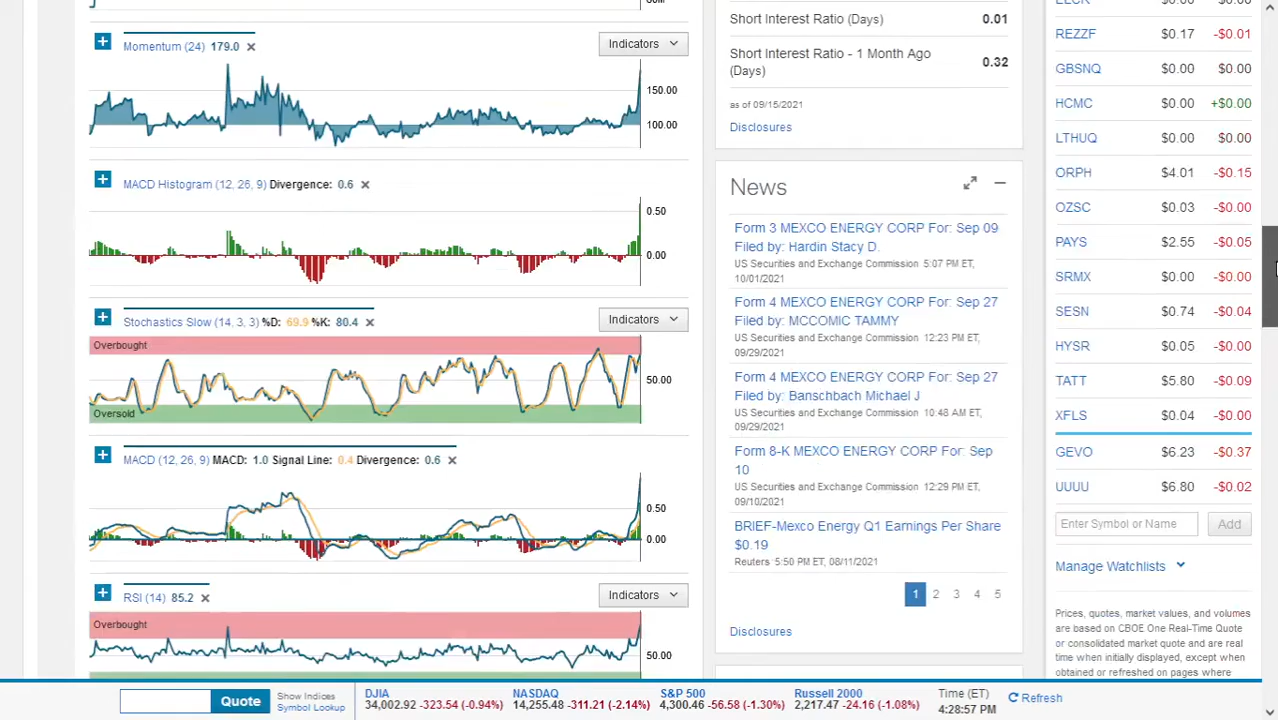 Momentum (24) 179.0
Indicators
150.00
100.00
MACD Histogram (12, 26, 9) Divergence: 0.6
0.50
0.00
Stochastics Slow (14, 3, 3) %D: 69.9 %K: 80.4
Indicators
Overbought
50.00
Oversold
MACD (12, 26, 9) MACD: 1.0 Signal Line: 0.4 Divergence: 0.6
0.50
0.00
RSI (14) 85.2
Indicators
Overbought
50.00
Short Interest Ratio (Days) 0.01
Short Interest Ratio - 1 Month Ago
(Days) 0.32
as of 09/15/2021
Disclosures
News
Form 3 MEXCO ENERGY CORP For: Sep 09
Filed by: Hardin Stacy D.
US Securities and Exchange Commission 5:07 PM ET,
10/01/2021
Form 4 MEXCO ENERGY CORP For: Sep 27
Filed by: MCCOMIC TAMMY
US Securities and Exchange Commission 12:23 PM ET,
09/29/2021
Form 4 MEXCO ENERGY CORP For: Sep 27
Filed by: Banschbach Michael J
US Securities and Exchange Commission 10:48 AM ET,
09/29/2021
Form 8-K MEXCO ENERGY CORP For: Sep
10
US Securities and Exchange Commission 12:29 PM ET,
09/10/2021
BRIEF-Mexco Energy Q1 Earnings Per Share
$0.19
Reuters 5:50 PM ET, 08/11/2021
1 2 3 4 5
Disclosures
REZZF $0.17 -$0.01
GBSNQ $0.00 $0.00
HCMC $0.00 +$0.00
LTHUQ $0.00 $0.00
ORPH $4.01 -$0.15
OZSC $0.03 -$0.00
PAYS $2.55 -$0.05
SRMX $0.00 -$0.00
SESN $0.74 -$0.04
HYSR $0.05 -$0.00
TATT $5.80 -$0.09
XFLS $0.04 -$0.00
GEVO $6.23 -$0.37
UUUU $6.80 -$0.02
Enter Symbol or Name Add
Manage Watchlists
Prices, quotes, market values, and volumes
are based on CBOE One Real-Time Quote
or consolidated market quote and are real
time when initially displayed, except when
obtained or refreshed on pages where
Quote
Show Indices
Symbol Lookup
DJIA
34,002.92 -323.54 (-0.94%)
NASDAQ
14,255.48 -311.21 (-2.14%)
S&P 500
4,300.46 -56.58 (-1.30%)
Russell 2000
2,217.47 -24.16 (-1.08%)
Time (ET)
4:28:57 PM
Refresh